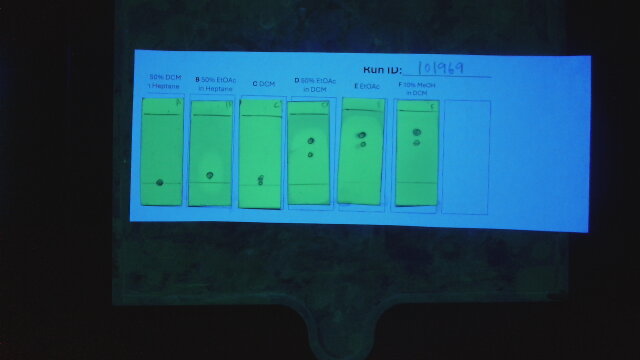 Run ID: 101969
50% DCM
in Heptane
B 50% EtOAc
in Heptane
C DCM
D 50% EtOAc
in DCM
E EtOAc
F 10% MeOH
in DCM